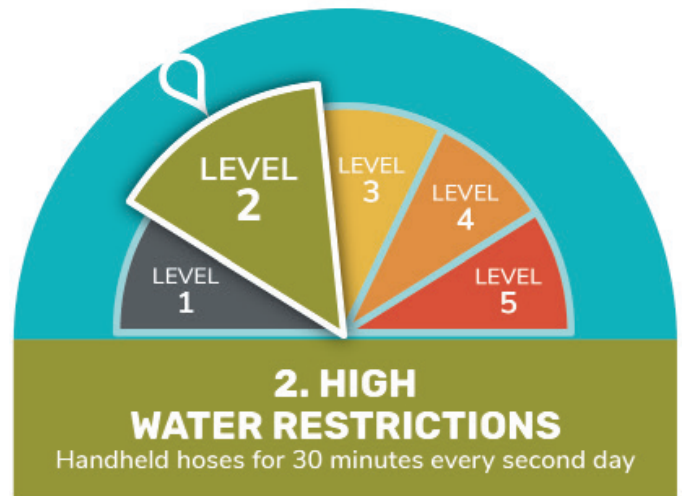 LEVEL
1
LEVEL
2
LEVEL
3
LEVEL
4
LEVEL
5
2. HIGH
WATER RESTRICTIONS
Handheld hoses for 30 minutes every second day